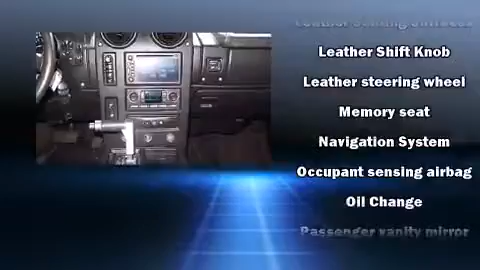 Leather Shift Knob
Leather steering wheel
Memory seat
Navigation System
Occupant sensing airbag
Oil Change
Passenger vanity mirror